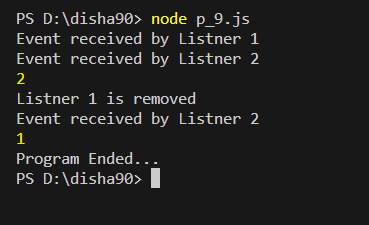 PS D:\disha90> node p_9.js
Event received by Listner 1
Event received by Listner 2
2
Listner 1 is removed
Event received by Listner 2
1
Program Ended...
PS D:\disha90>